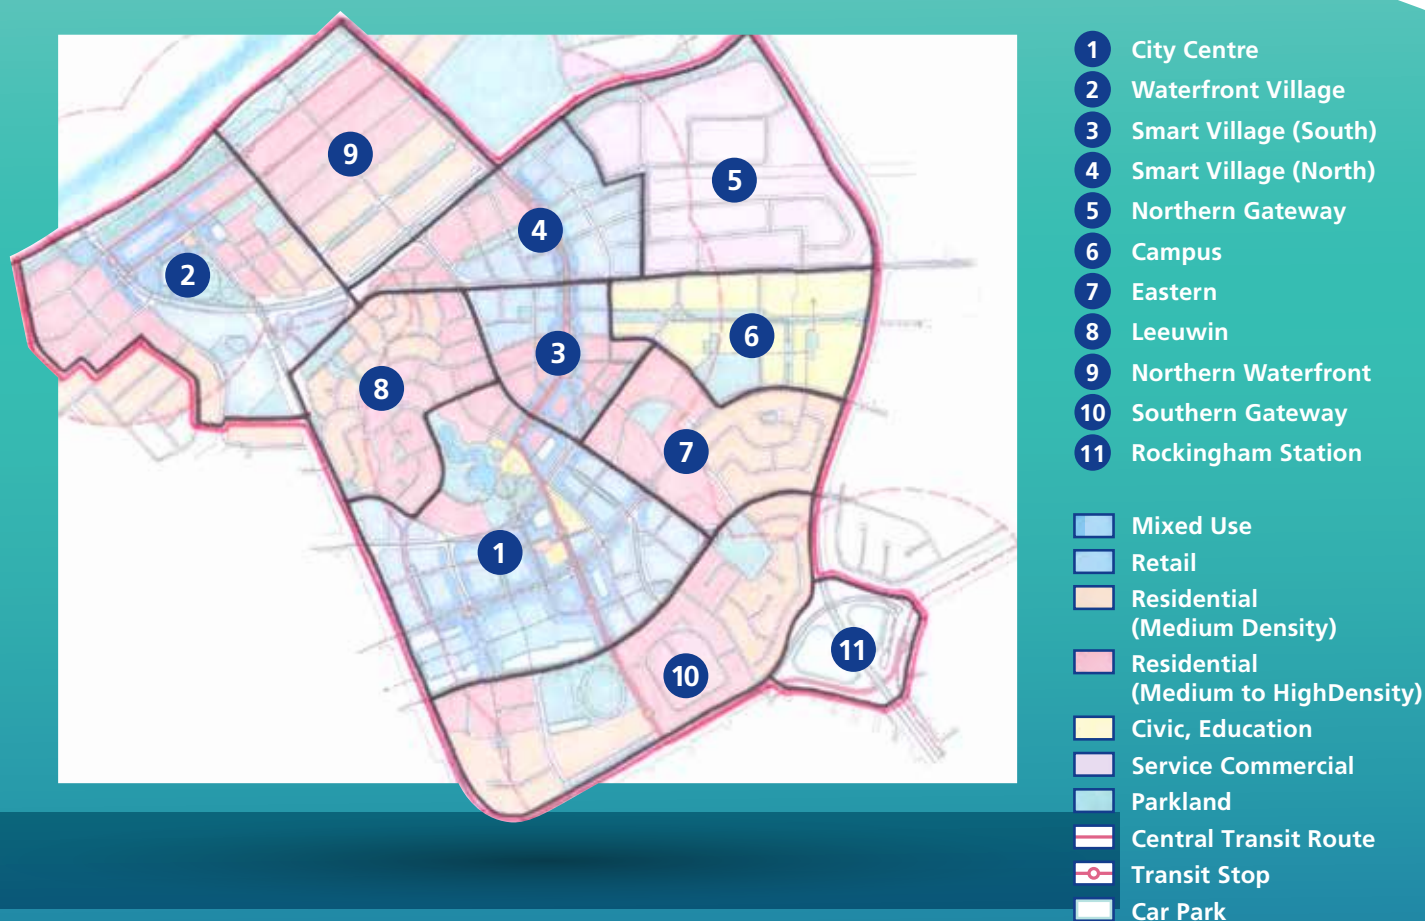 1 City Centre
2 Waterfront Village
3 Smart Village (South)
4 Smart Village (North)
5 Northern Gateway
6 Campus
7 Eastern
8 Leeuwin
9 Northern Waterfront
10 Southern Gateway
11 Rockingham Station
Mixed Use
Retail
Residential
(Medium Density)
Residential
(Medium to HighDensity)
Civic, Education
Service Commercial
Parkland
Central Transit Route
Transit Stop
Car Park
9
5
4
2
6
3
8
7
1
11
10